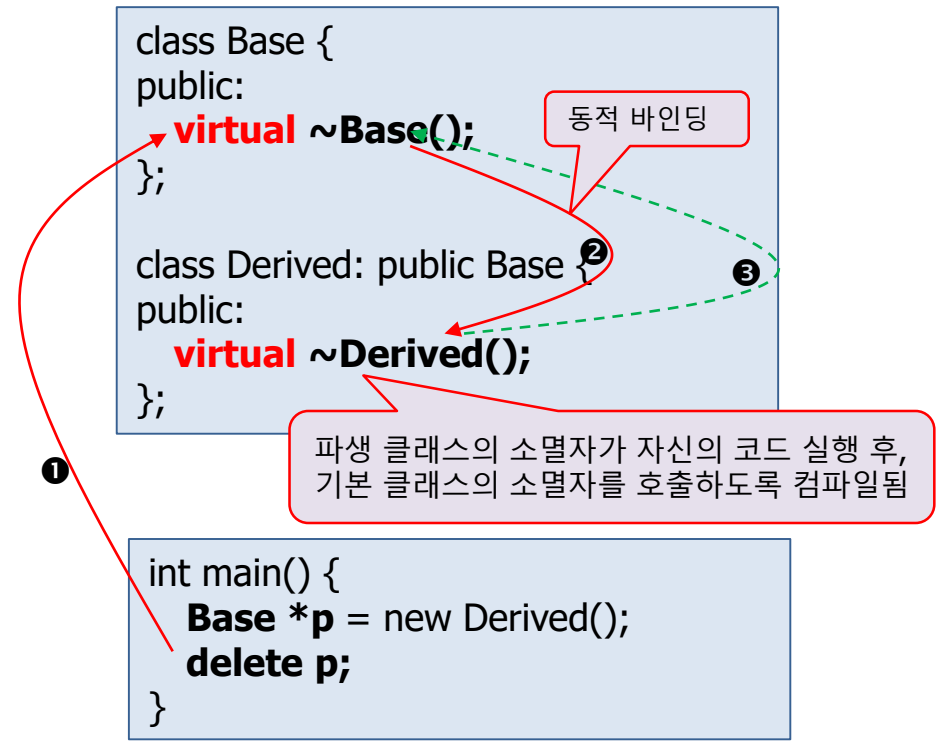 class Base {
public:
virtual ~Base();
};
동적 바인딩
❷
❸
class Derived: public Base {
public:
virtual ~Derived();
};
파생 클래스의 소멸자가 자신의 코드 실행 후,
기본 클래스의 소멸자를 호출하도록 컴파일됨
❶
int main() {
Base *p = new Derived();
delete p;
}